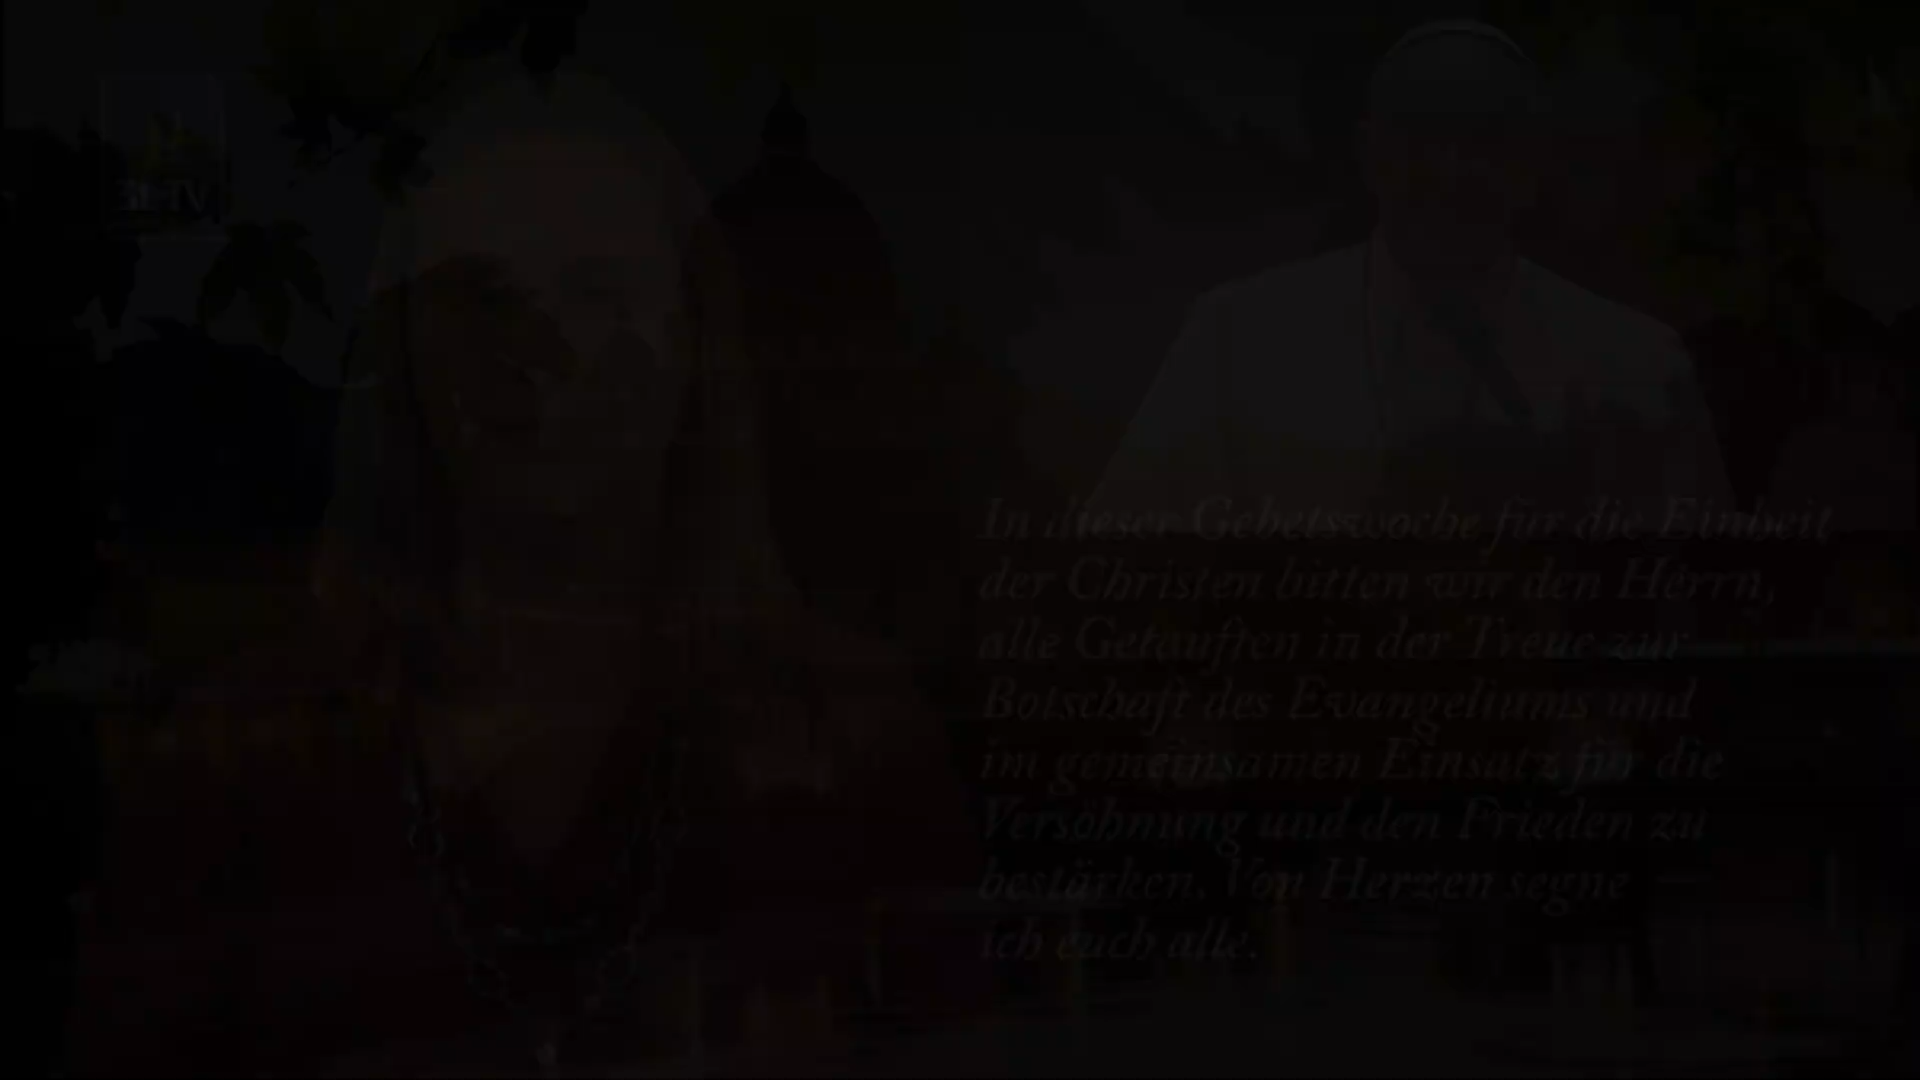 In dieser Gebetswoche für die Einheit
der Christen bitten wir den Herrn,
alle Getauften in der Treue zur
Botschaft des Evangeliums und
im gemeinsamen Einsatz für die
Versöhnung und den Frieden zu
bestärken. Von Herzen segne
ich euch alle.